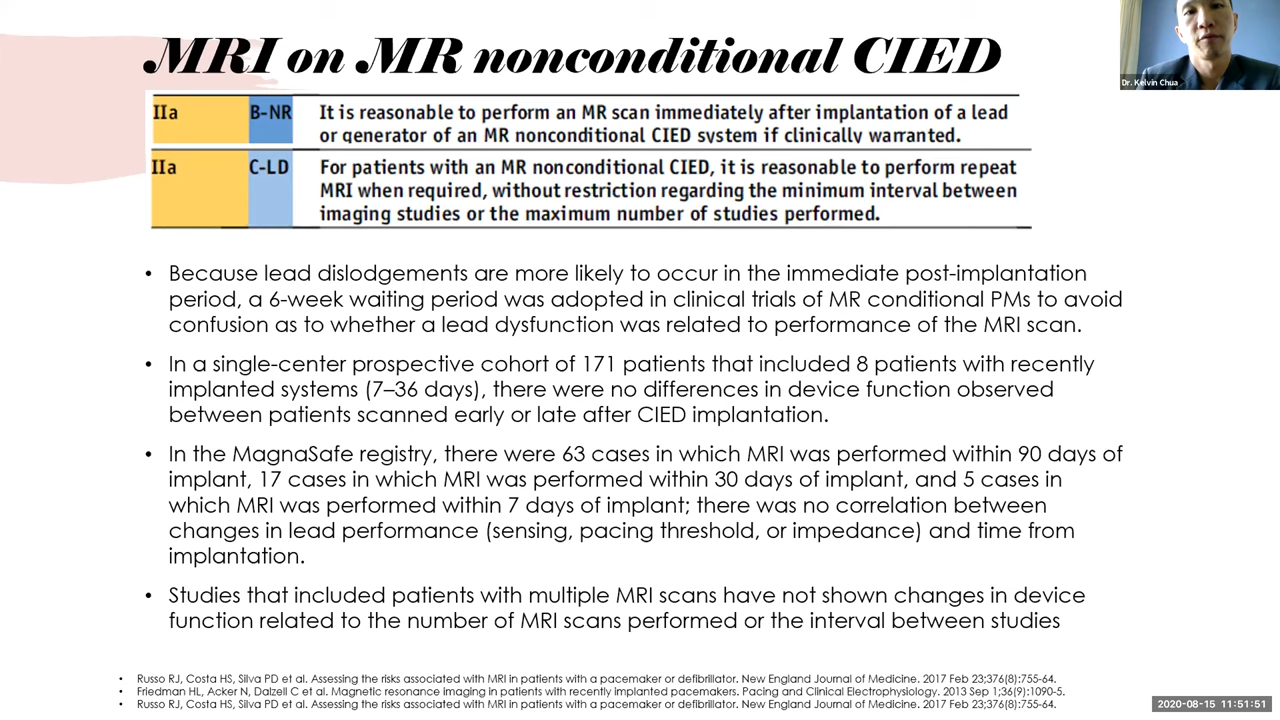 MRI on MR nonconditional CIED
Dr. Kelvin Chua
IIa B-NR It is reasonable to perform an MR scan immediately after implantation of a lead
or generator of an MR nonconditional CIED system if clinically warranted.
IIa C-LD For patients with an MR nonconditional CIED, it is reasonable to perform repeat
MRI when required, without restriction regarding the minimum interval between
imaging studies or the maximum number of studies performed.
• Because lead dislodgements are more likely to occur in the immediate post-implantation
period, a 6-week waiting period was adopted in clinical trials of MR conditional PMs to avoid
confusion as to whether a lead dysfunction was related to performance of the MRI scan.
• In a single-center prospective cohort of 171 patients that included 8 patients with recently
implanted systems (7–36 days), there were no differences in device function observed
between patients scanned early or late after CIED implantation.
• In the MagnaSafe registry, there were 63 cases in which MRI was performed within 90 days of
implant, 17 cases in which MRI was performed within 30 days of implant, and 5 cases in
which MRI was performed within 7 days of implant; there was no correlation between
changes in lead performance (sensing, pacing threshold, or impedance) and time from
implantation.
• Studies that included patients with multiple MRI scans have not shown changes in device
function related to the number of MRI scans performed or the interval between studies
• Russo RJ, Costa HS, Silva PD et al. Assessing the risks associated with MRI in patients with a pacemaker or defibrillator. New England Journal of Medicine. 2017 Feb 23;376(8):755-64.
• Friedman HL, Acker N, Dalzell C et al. Magnetic resonance imaging in patients with recently implanted pacemakers. Pacing and Clinical Electrophysiology. 2013 Sep 1;36(9):1090-5.
• Russo RJ, Costa HS, Silva PD et al. Assessing the risks associated with MRI in patients with a pacemaker or defibrillator. New England Journal of Medicine. 2017 Feb 23;376(8):755-64.
2020-08-15 11:51:51